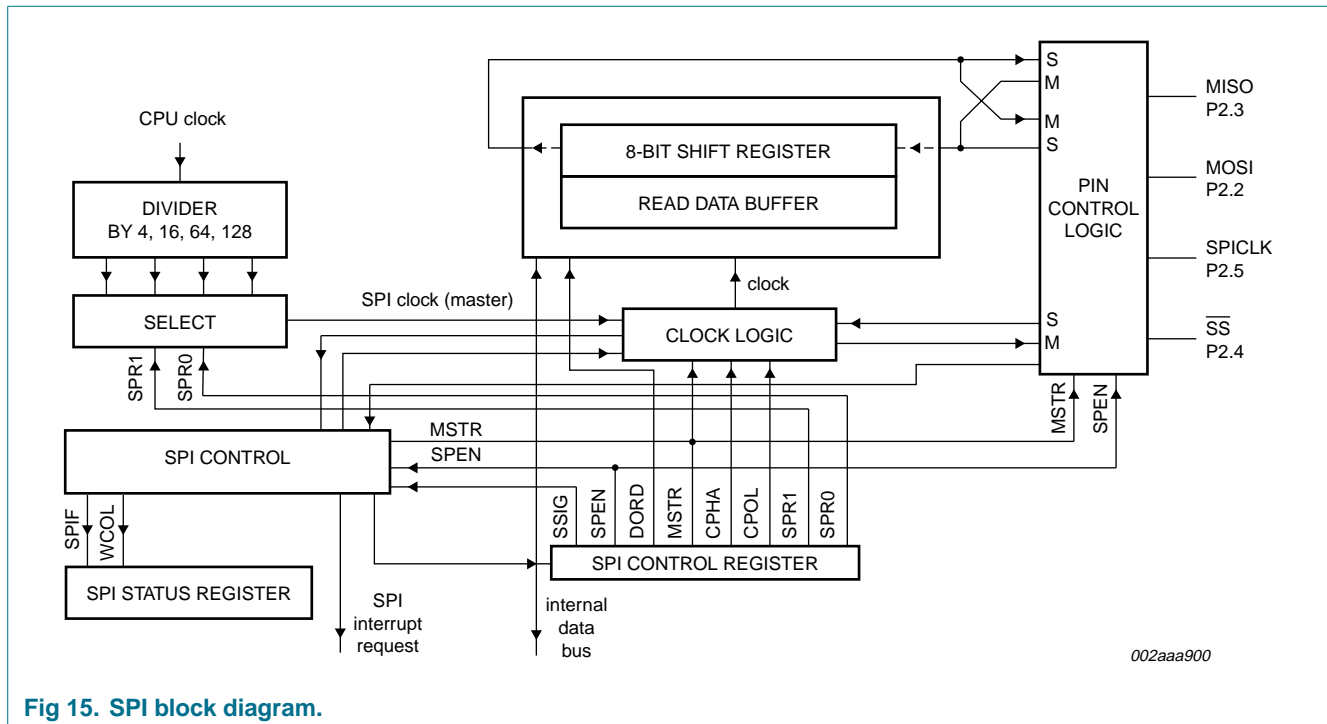 CPU clock
DIVIDER
BY 4, 16, 64, 128
SELECT
SPR1
SPR0
SPI clock (master)
8-BIT SHIFT REGISTER
READ DATA BUFFER
clock
CLOCK LOGIC
S
M
M
S
PIN
CONTROL
LOGIC
S
M
MISO
P2.3
MOSI
P2.2
SPICLK
P2.5
SS
P2.4
MSTR
SPEN
SPI CONTROL
MSTR
SPEN
SPIF
WCOL
SPI STATUS REGISTER
SPI
interrupt
request
SSIG
SPEN
DORD
MSTR
CPHA
CPOL
SPR1
SPR0
SPI CONTROL REGISTER
internal
data
bus
002aaa900
Fig 15. SPI block diagram.